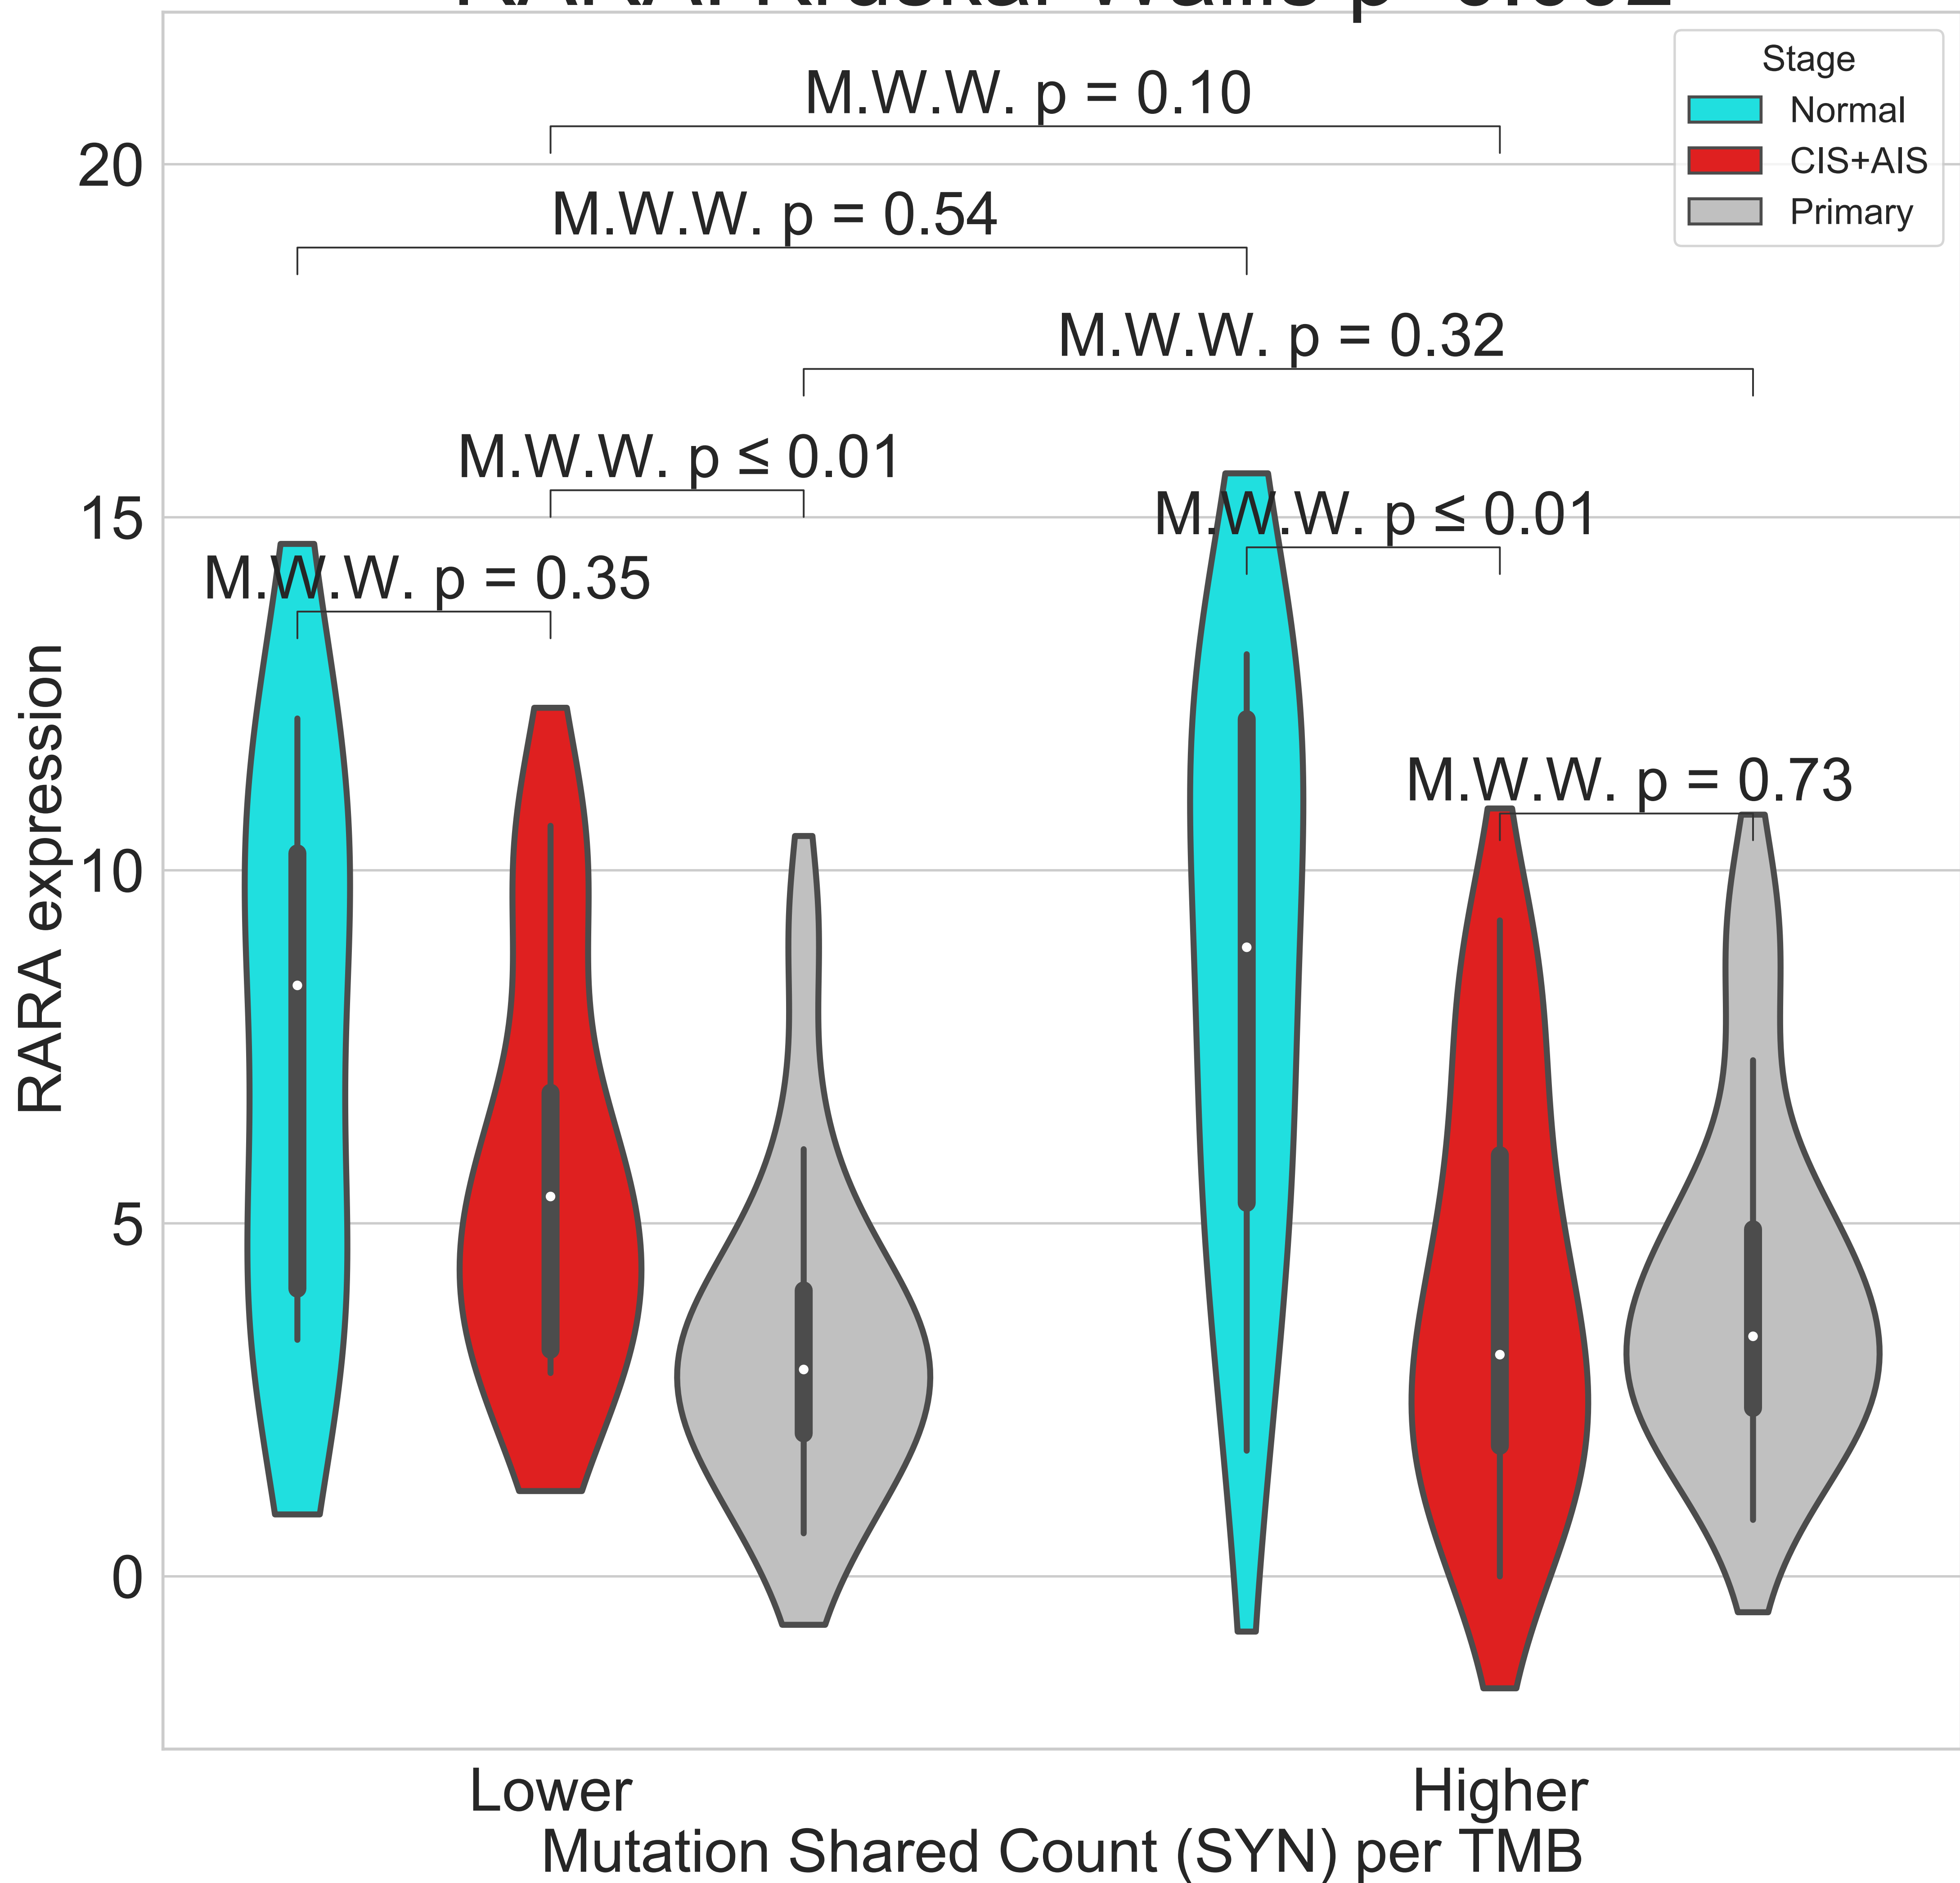 Stage
Normal
CIS+AIS
Primary
M.W.W. p = 0.10
M.W.W. p = 0.54
M.W.W. p = 0.32
M.W.W. p ≤ 0.01
M.W.W. p ≤ 0.01
M.W.W. p = 0.35
M.W.W. p = 0.73
20
15
10
5
0
RARA expression
Lower
Higher
Mutation Shared Count (SYN) per TMB